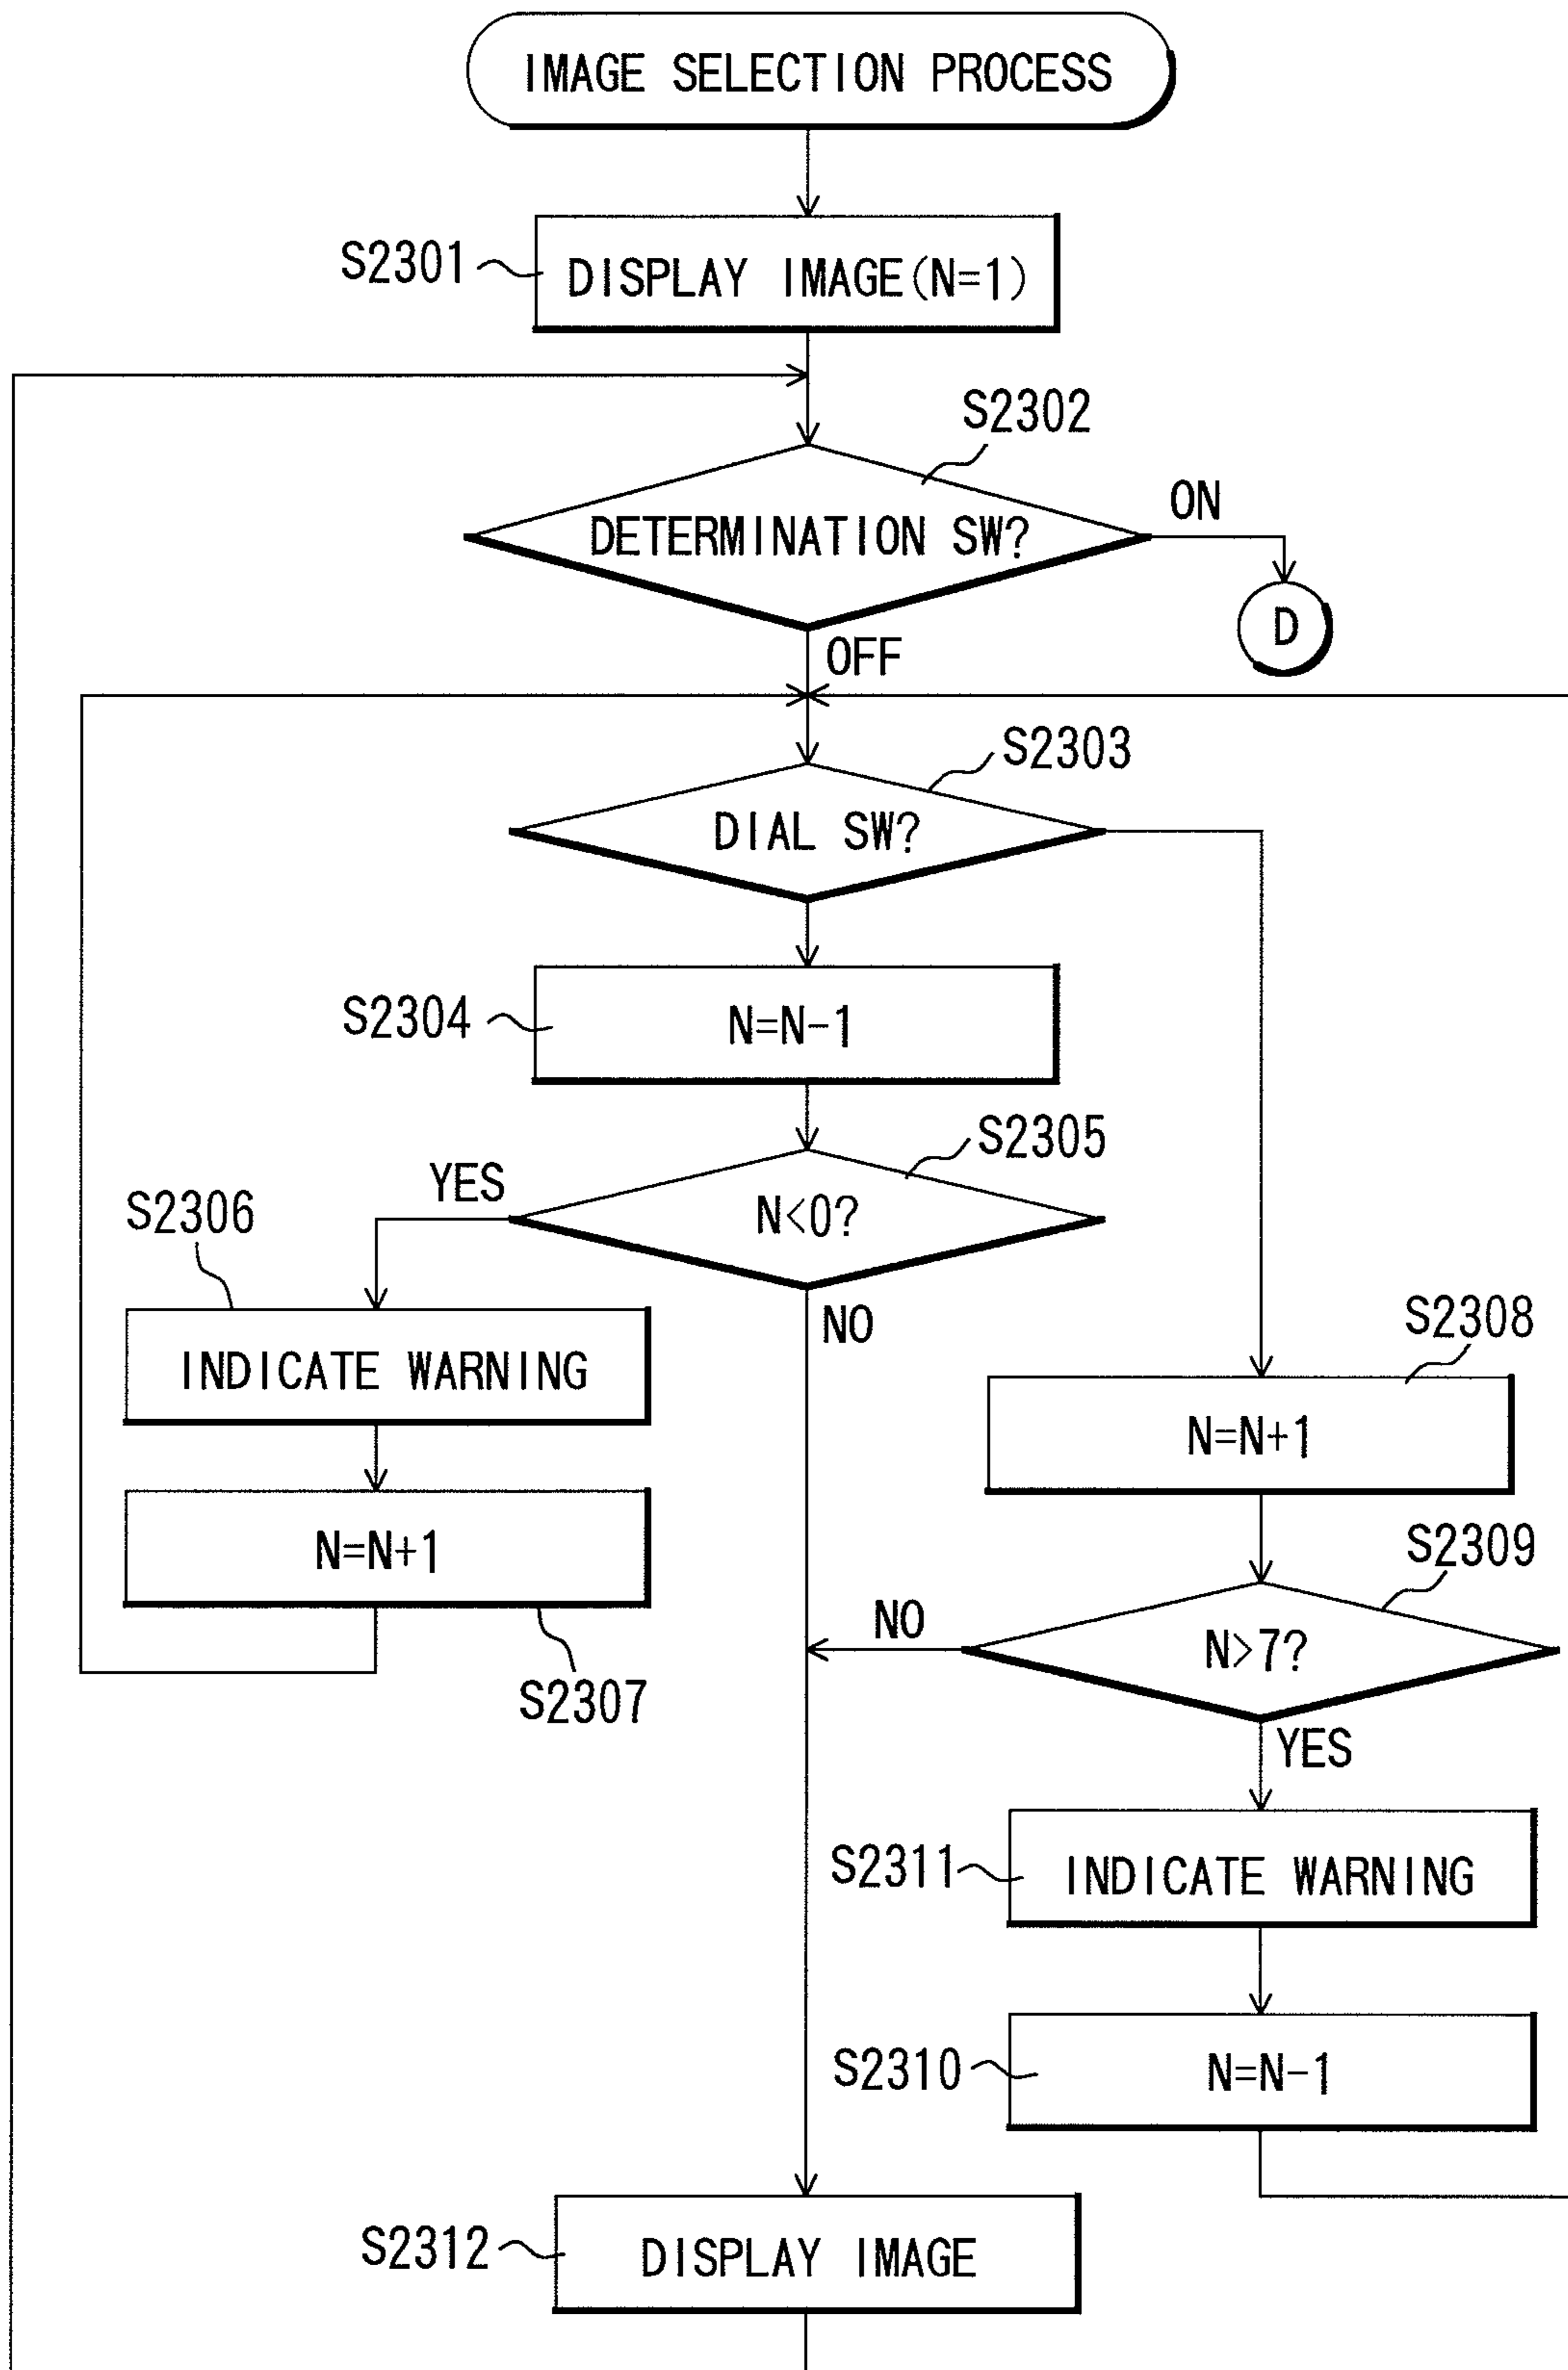 IMAGE SELECTION PROCESS
S2301
DISPLAY IMAGE(N=1)
S2302
DETERMINATION SW?
ON
D
OFF
S2303
DIAL SW?
S2304
N=N-1
S2305
YES
N<0?
S2306
NO
INDICATE WARNING
S2308
N=N+1
N=N+1
S2307
S2309
NO
N>7?
YES
S2311
INDICATE WARNING
S2310
N=N-1
S2312
DISPLAY IMAGE